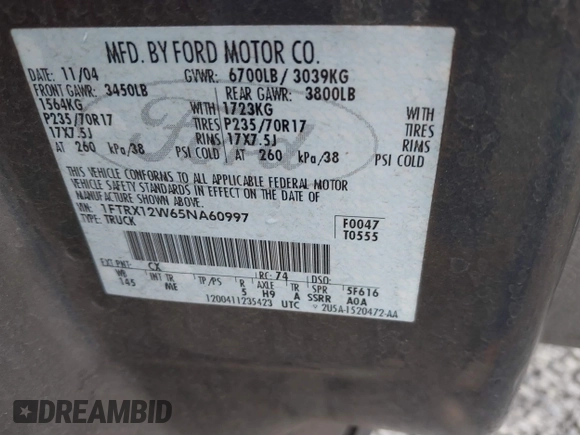 MFD. BY FORD MOTOR CO.
DATE: 11/04 GVWR: 6700LB/ 3039KG
FRONT GAWR: 3450LB REAR GAWR: 3800LB
1564KG WITH 1723KG WITH
P235/70R17 TIRES P235/70R17 TIRES
17X7.5J RIMS 17X7.5J RIMS
AT 260 kPa/38 PSI COLD AT 260 kPa/38 PSI COLD
Ford
THIS VEHICLE CONFORMS TO ALL APPLICABLE FEDERAL MOTOR
VEHICLE SAFETY STANDARDS IN EFFECT ON THE DATE OF
MANUFACTURE SHOWN ABOVE.
VIN: 1FTRX12W65NA60997 F0047
TYPE: TRUCK T0555
EXT PNT: CX RC: 74 DSO:
WB INT TR TP/PS R AXLE TR SPR 5F616
145 ME 5 H9 A SSRR AOA
1200411235423 UTC 2U5A-1520472-AA
DREAMBID